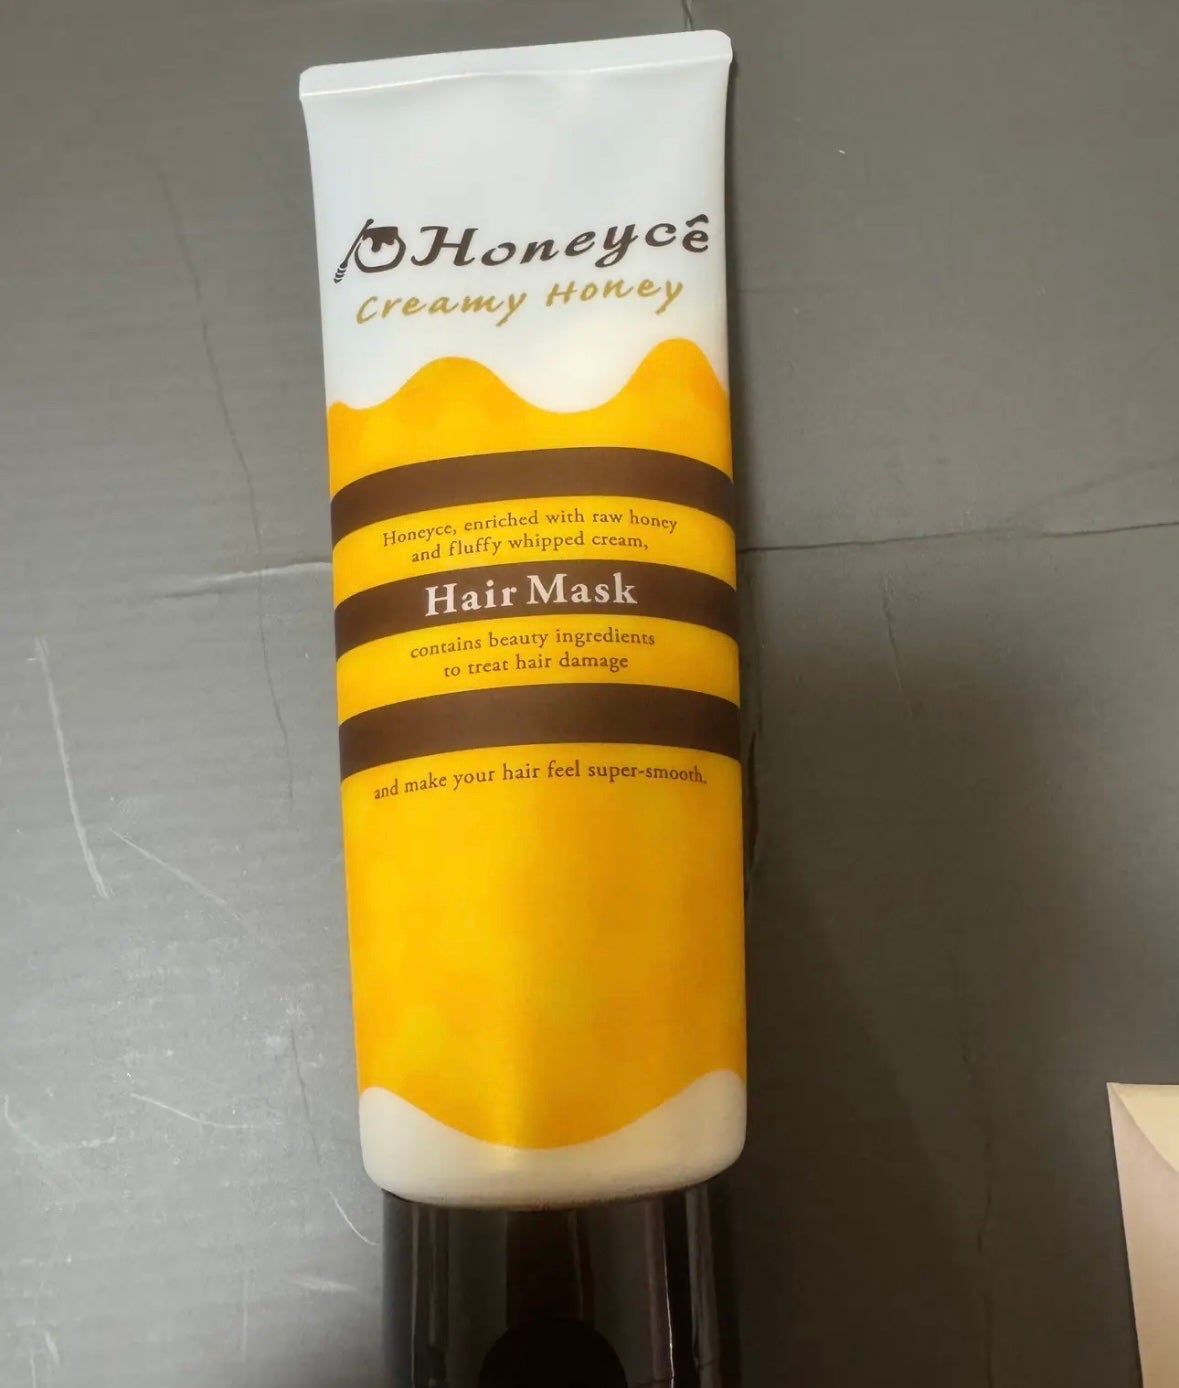 Honeycê
Creamy Honey
Honeyce, enriched with raw honey
and fluffy whipped cream,
Hair Mask
contains beauty ingredients
to treat hair damage
and make your hair feel super-smooth.